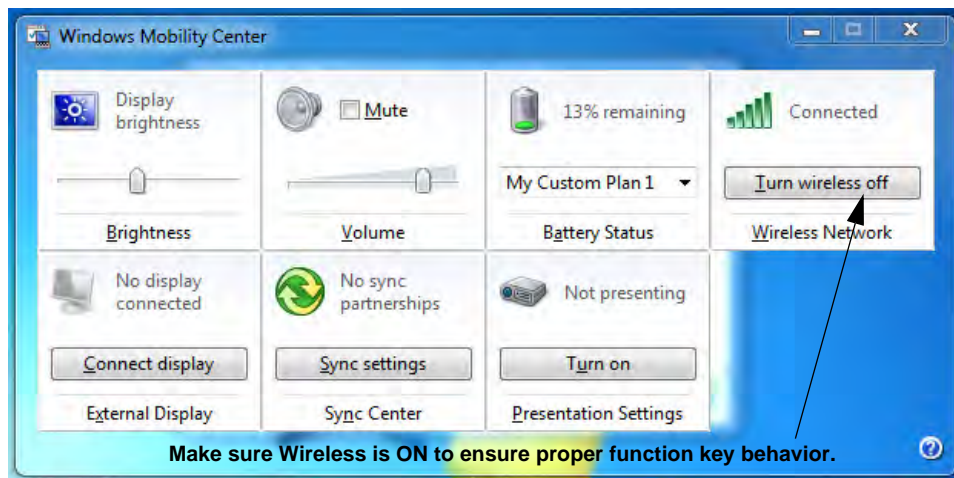 Windows Mobility Center
Display
brightness
Brightness
Mute
Volume
13% remaining
My Custom Plan 1
Battery Status
Connected
Turn wireless off
Wireless Network
No display
connected
Connect display
External Display
No sync
partnerships
Sync settings
Sync Center
Not presenting
Turn on
Presentation Settings
Make sure Wireless is ON to ensure proper function key behavior.